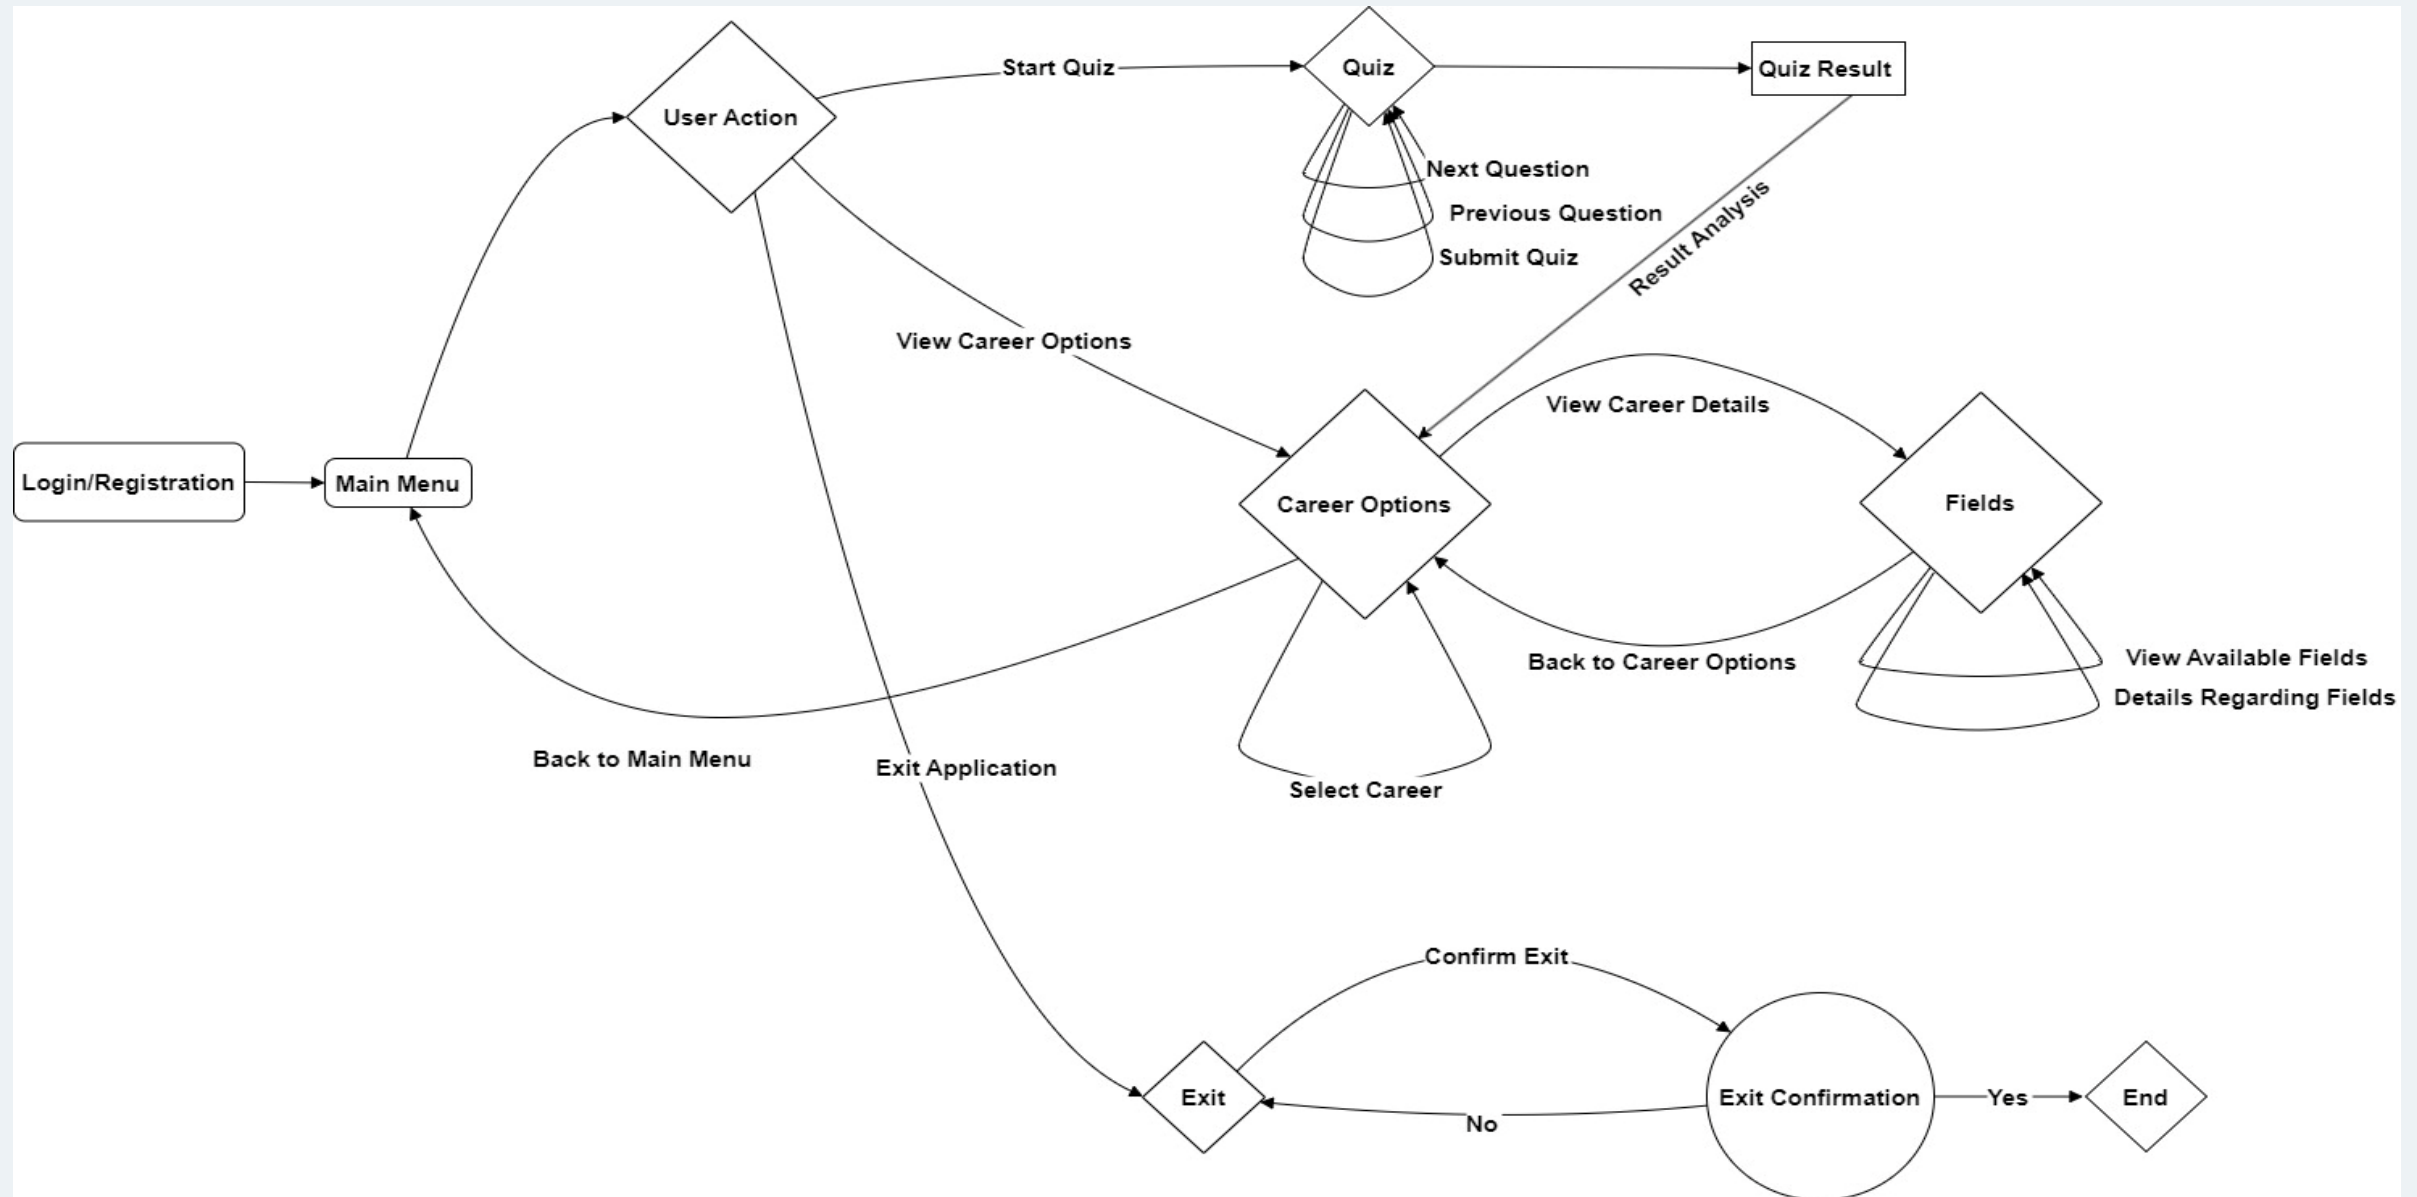 Start Quiz
Quiz
Quiz Result
User Action
Next Question
Previous Question
Submit Quiz
Result Analysis
View Career Options
View Career Details
Login/Registration
Main Menu
Career Options
Fields
Back to Career Options
View Available Fields
Details Regarding Fields
Back to Main Menu
Exit Application
Select Career
Confirm Exit
Exit
Exit Confirmation
Yes
End
No